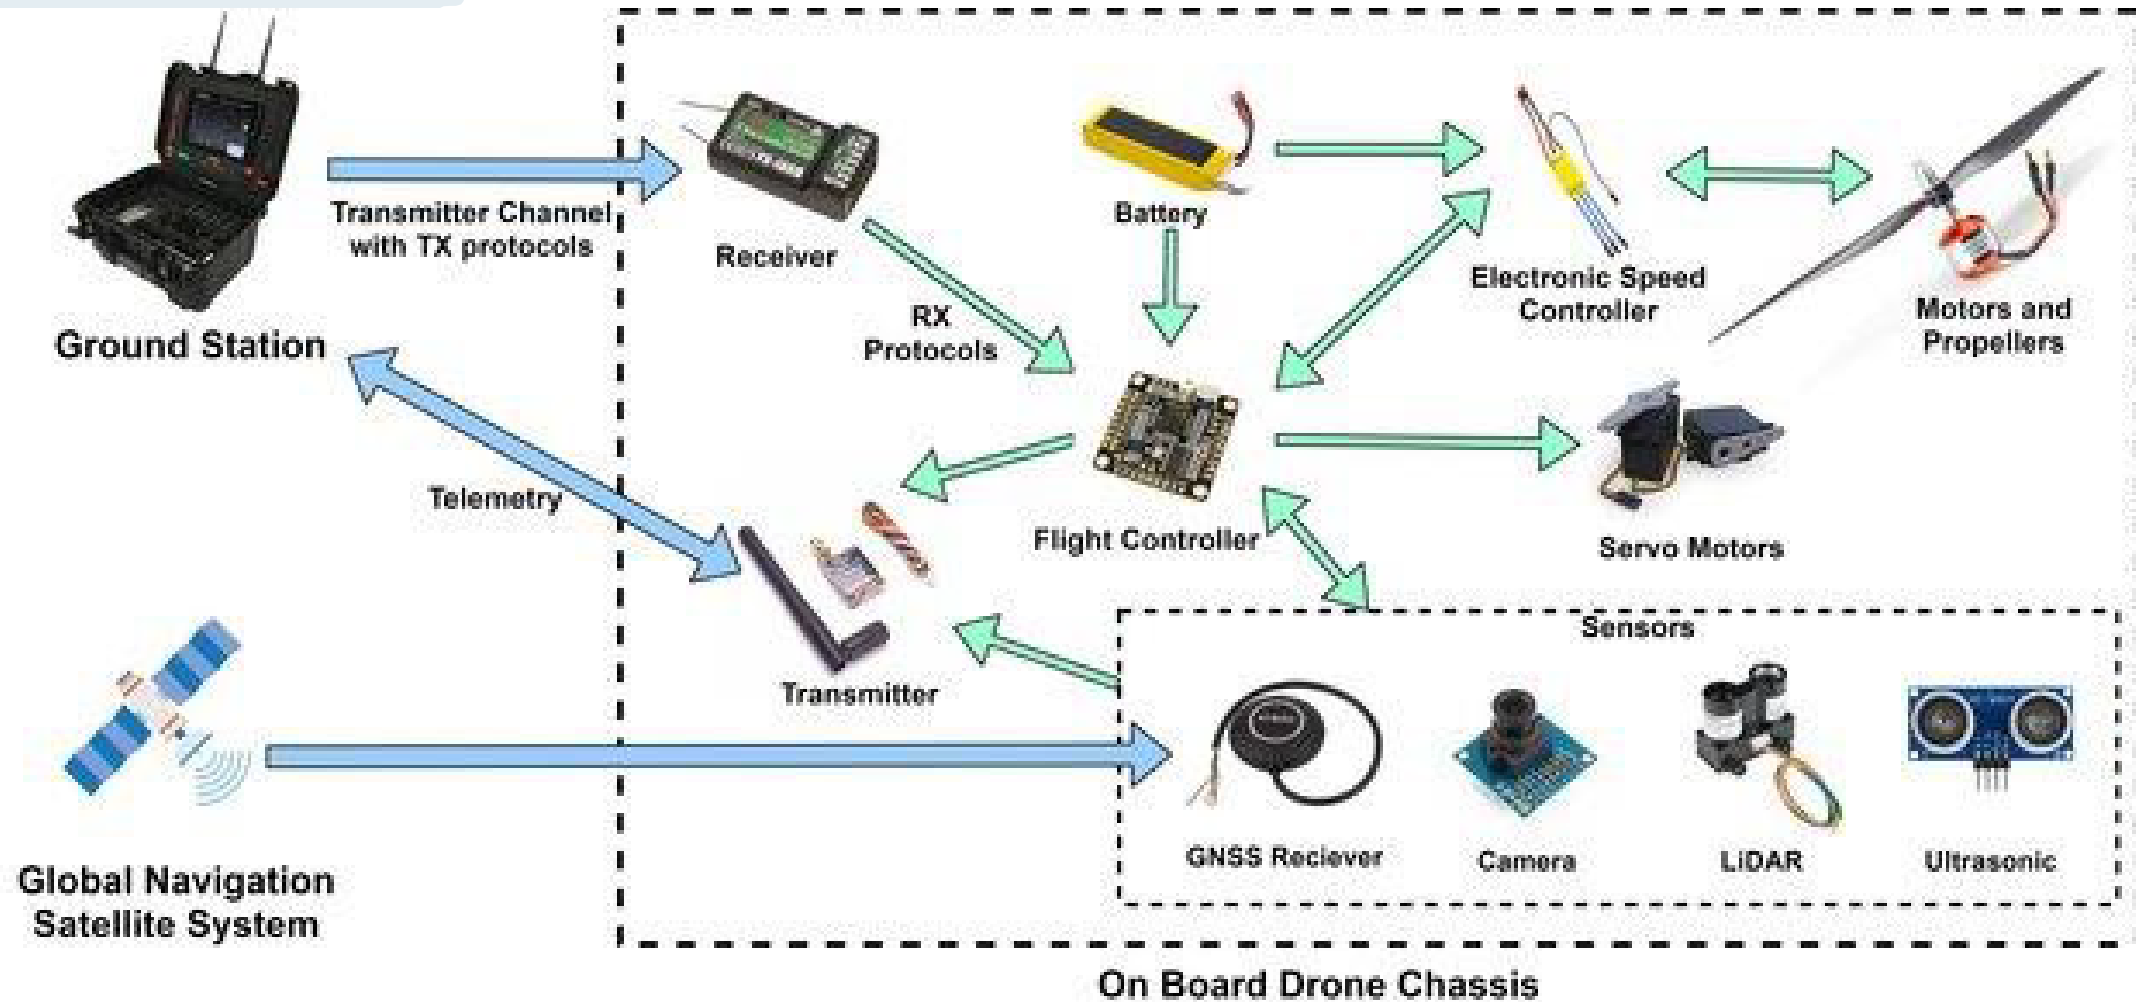 Transmitter Channel
with TX protocols
Receiver
Battery
Electronic Speed
Controller
Motors and
Propellers
Ground Station
RX
Protocols
Telemetry
Flight Controller
Servo Motors
Transmitter
Sensors
GNSS Reciever
Camera
LiDAR
Ultrasonic
Global Navigation
Satellite System
On Board Drone Chassis